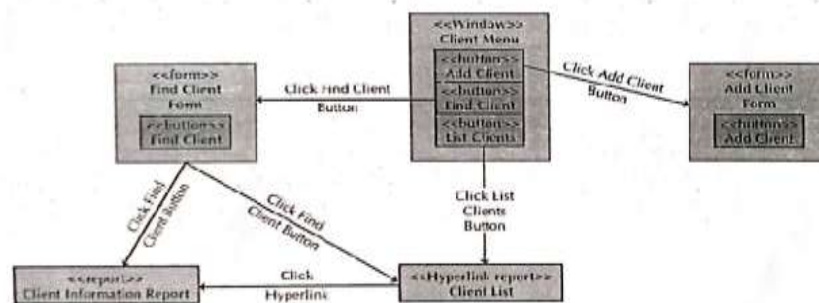 <<Window>>
Client Menu
<<button>>
Add Client
<<button>>
Find Client
<<button>>
List Clients
<<form>>
Find Client
Form
<<button>>
Find Client
Click Find Client
Button
Click Add Client
Button
<<form>>
Add Client
Form
<<button>>
Add Client
Click Find
Client Button
Click Find
Client Button
Click List
Clients
Button
<<report>>
Client Information Report
Click
Hyperlink
<<Hyperlink report>>
Client List